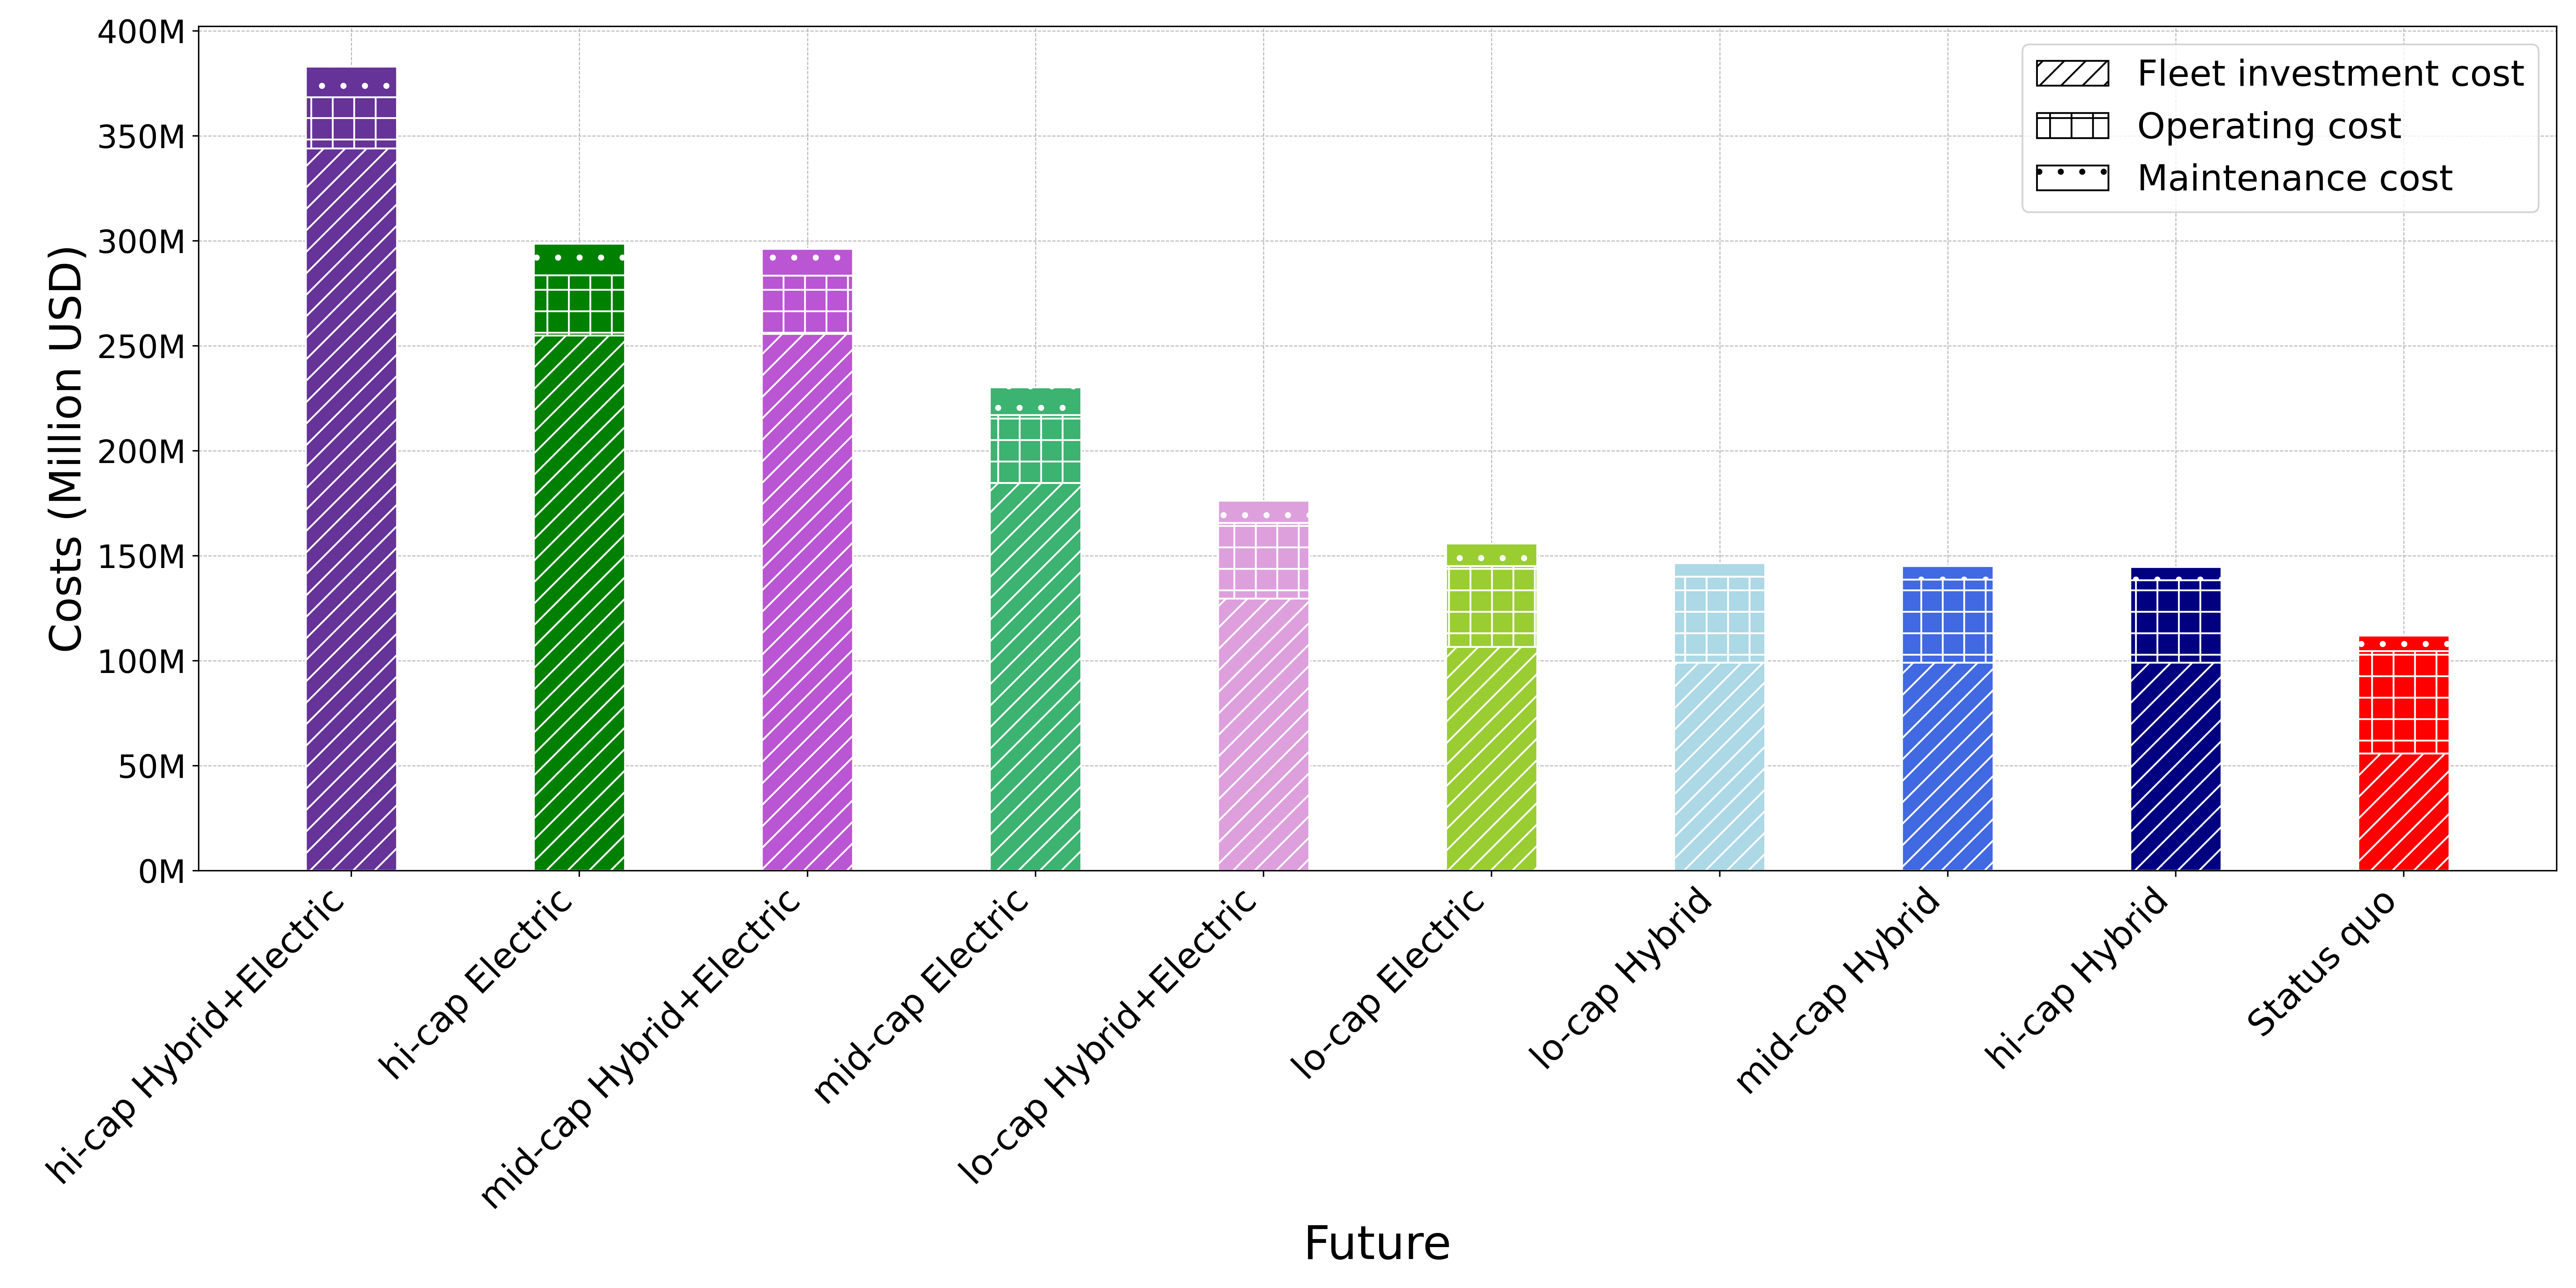 Costs (Million USD)
400M
350M
300M
250M
200M
150M
100M
50M
0M
Fleet investment cost
Operating cost
Maintenance cost
hi-cap Hybrid+Electric
hi-cap Electric
mid-cap Hybrid+Electric
mid-cap Electric
lo-cap Hybrid+Electric
lo-cap Electric
lo-cap Hybrid
mid-cap Hybrid
hi-cap Hybrid
Status quo
Future